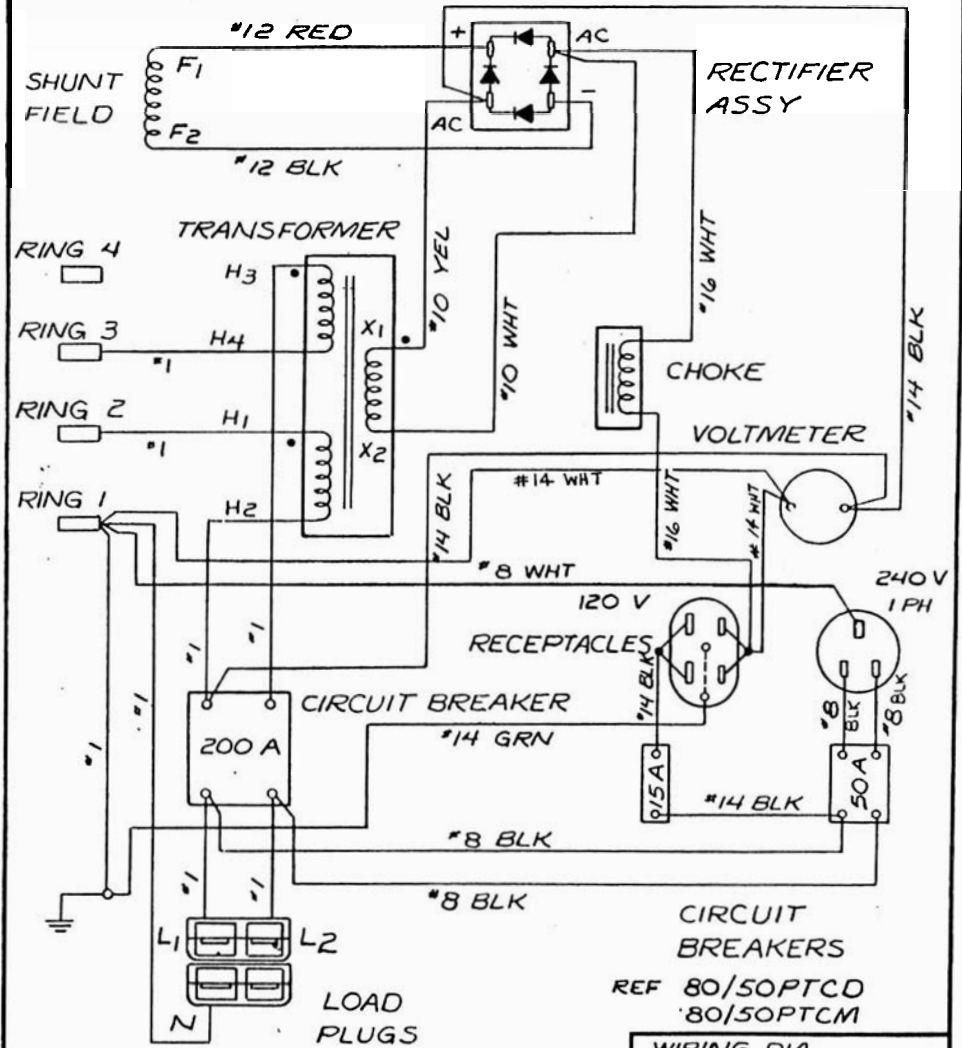 #12 RED
+
AC
F1
SHUNT
FIELD
RECTIFIER
ASSY
F2
AC
-
#12 BLK
TRANSFORMER
RING 4
H3
#10 YEL
#16 WHT
RING 3
H4
X1
#1
#10 WHT
CHOKE
#14 BLK
RING 2
H1
#1
X2
VOLTMETER
RING 1
H2
#14 BLK
#14 WHT
#16 WHT
#14 WHT
#8 WHT
240 V
1 PH
120 V
RECEPTACLES
#1
#1
#14 BLK
#8
BLK
#8 BLK
CIRCUIT BREAKER
#1
#1
200 A
#14 GRN
15A
#14 BLK
50A
#8 BLK
#1
#1
#8 BLK
L1
L2
CIRCUIT
BREAKERS
REF 80/50PTCD
80/50PTCM
N
LOAD
PLUGS
WIRING DIA